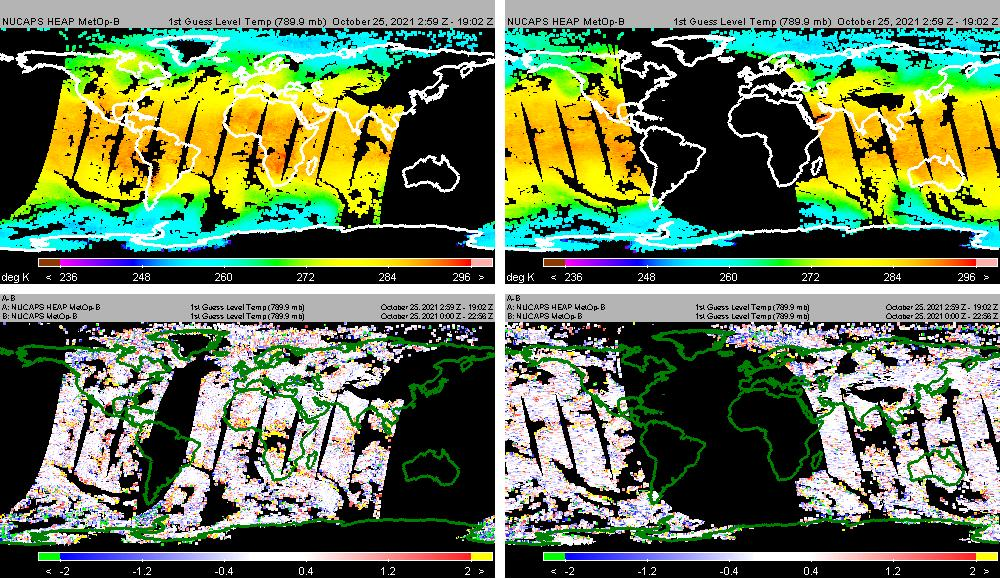 NUCAPS HEAP MetOp-B 1st Guess Level Temp (789.9 mb) October 25, 2021 2:59 Z - 19:02 Z
NUCAPS HEAP MetOp-B 1st Guess Level Temp (789.9 mb) October 25, 2021 2:59 Z - 19:02 Z
deg K < 236 248 260 272 284 296 >
deg K < 236 248 260 272 284 296 >
A-B
A: NUCAPS HEAP MetOp-B 1st Guess Level Temp (789.9 mb) October 25, 2021 2:59 Z - 19:02 Z
B: NUCAPS HEAP MetOp-B 1st Guess Level Temp (789.9 mb) October 25, 2021 0:00 Z - 22:56 Z
A-B
A: NUCAPS HEAP MetOp-B 1st Guess Level Temp (789.9 mb) October 25, 2021 2:59 Z - 19:02 Z
B: NUCAPS HEAP MetOp-B 1st Guess Level Temp (789.9 mb) October 25, 2021 0:00 Z - 22:56 Z
< -2 -1.2 -0.4 0.4 1.2 2 >
< -2 -1.2 -0.4 0.4 1.2 2 >